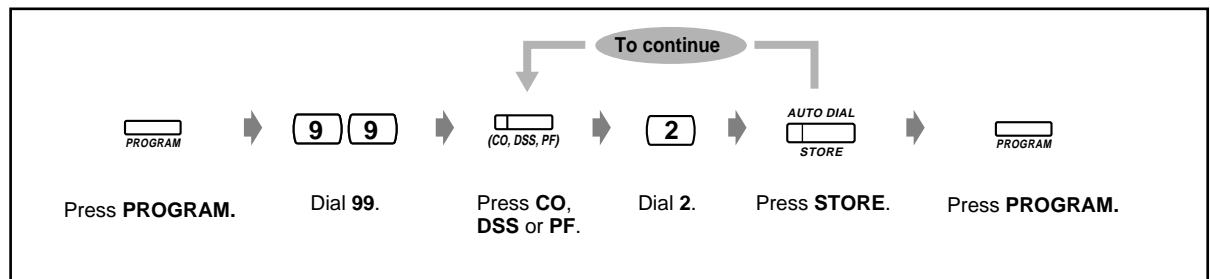 To continue
PROGRAM
9 9
(CO, DSS, PF)
2
AUTO DIAL
STORE
PROGRAM
Press PROGRAM.
Dial 99.
Press CO,
DSS or PF.
Dial 2.
Press STORE.
Press PROGRAM.